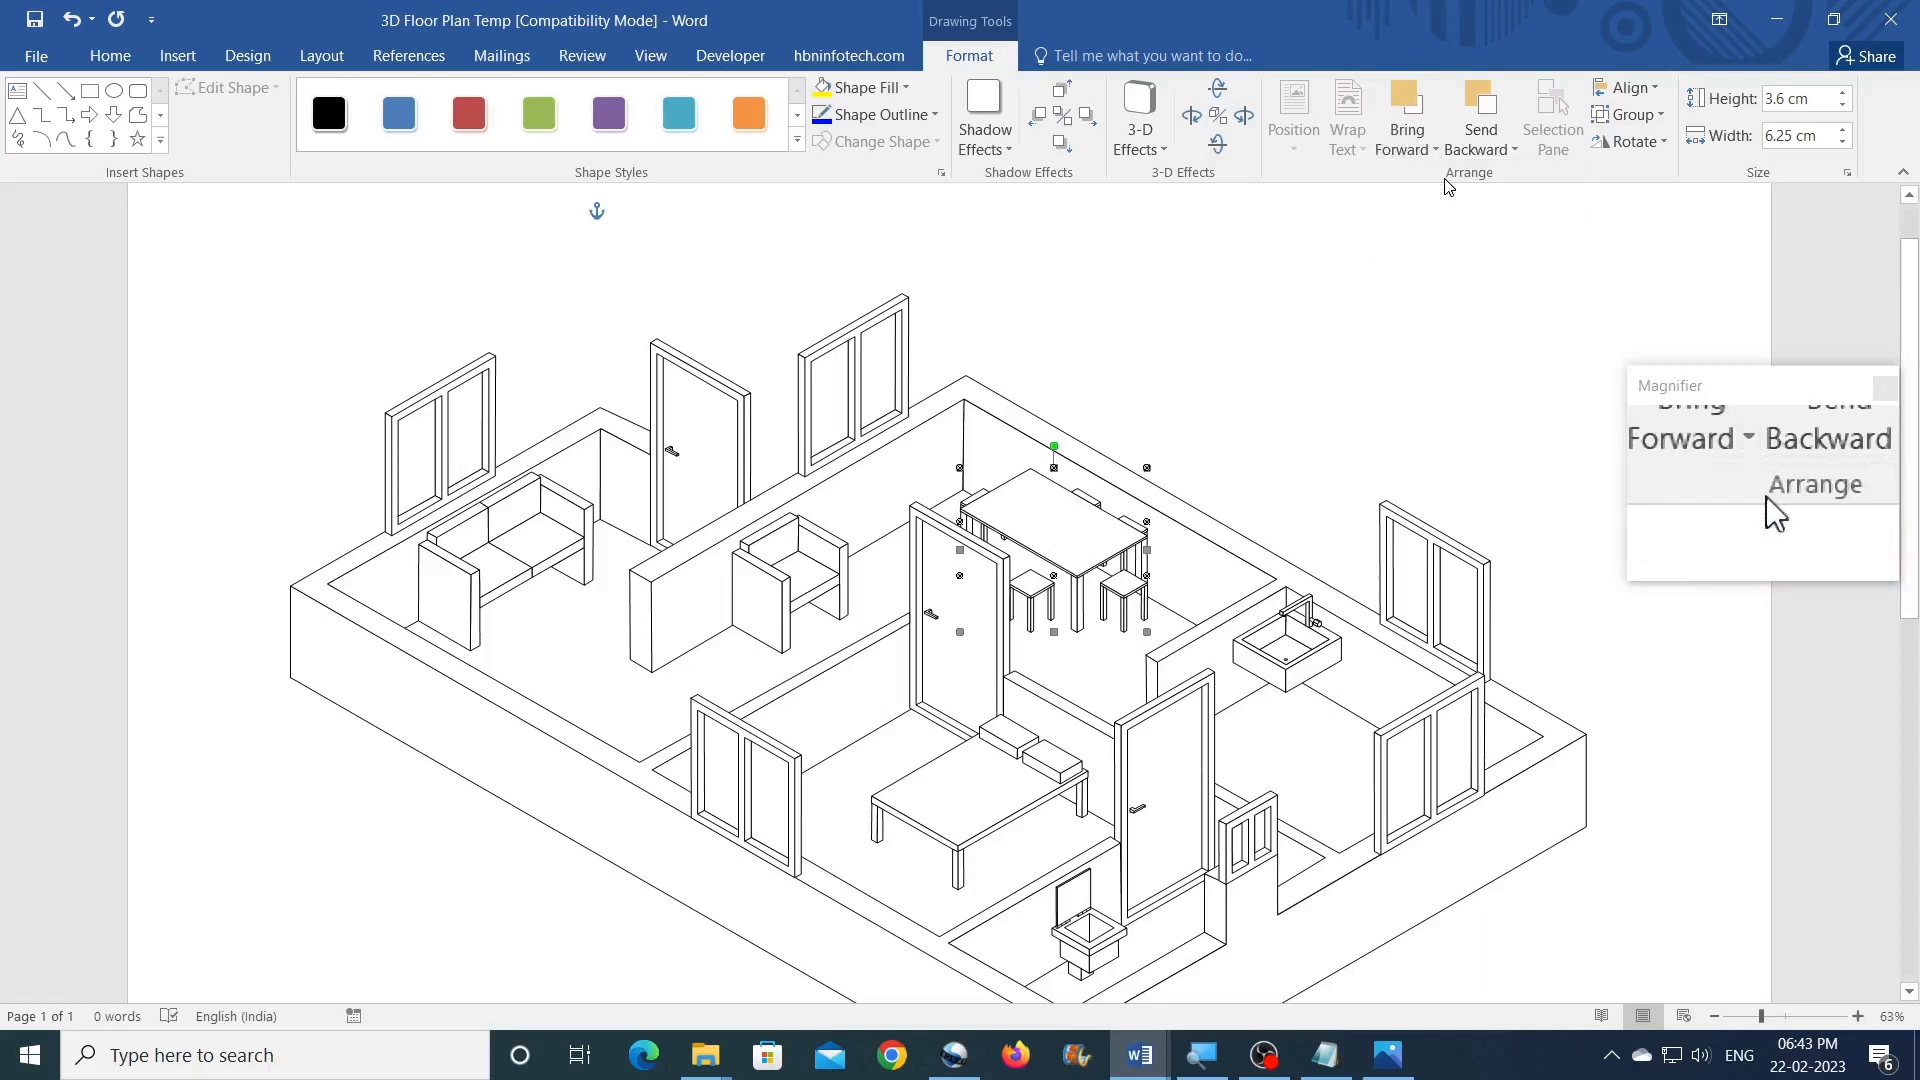 3D Floor Plan Temp [Compatibility Mode] - Word
Drawing Tools
File Home Insert Design Layout References Mailings Review View Developer hbninfotech.com Format Tell me what you want to do... Share
Edit Shape
Insert Shapes
Shape Fill
Shape Outline
Change Shape
Shape Styles
Shadow
Effects
Shadow Effects
3-D
Effects
3-D Effects
Position
Wrap
Text
Bring
Forward
Send
Backward
Selection
Pane
Align
Group
Rotate
Arrange
Height: 3.6 cm
Width: 6.25 cm
Size
Magnifier
Bring Send
Forward Backward
Arrange
Page 1 of 1 0 words English (India) 63%
Type here to search
ENG
06:43 PM
22-02-2023
6